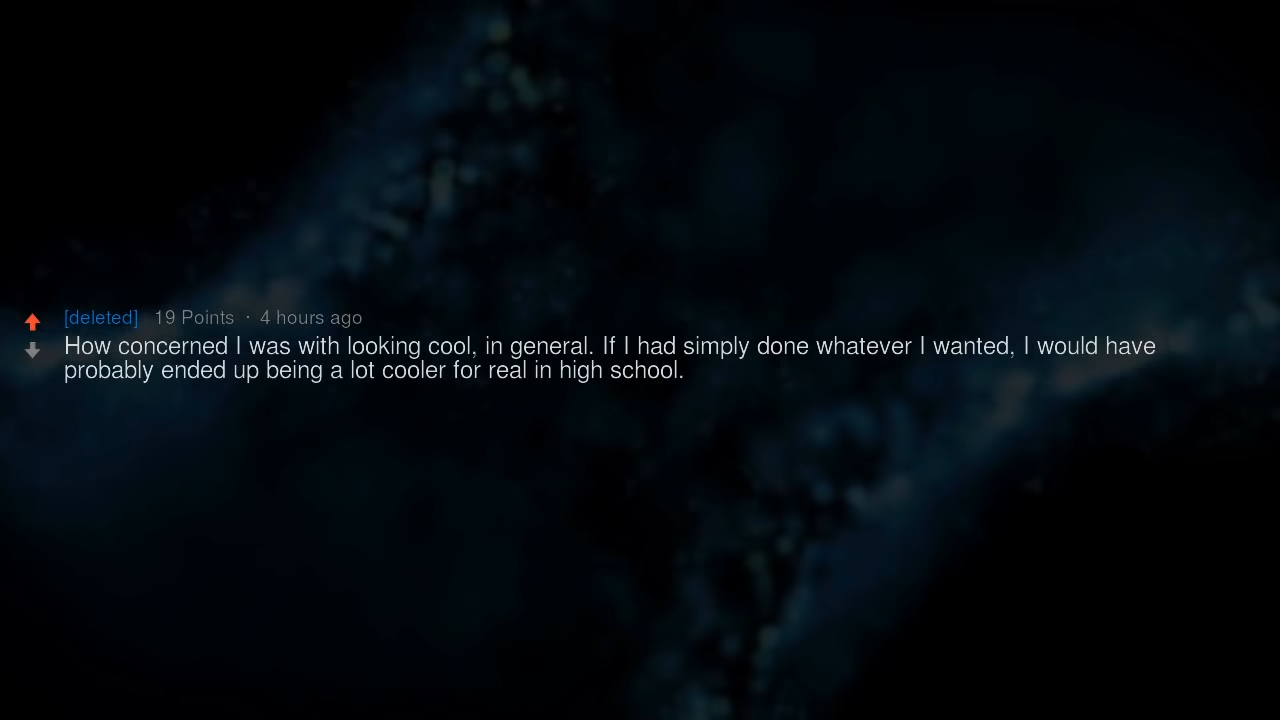 [deleted] 19 Points · 4 hours ago
How concerned I was with looking cool, in general. If I had simply done whatever I wanted, I would have
probably ended up being a lot cooler for real in high school.